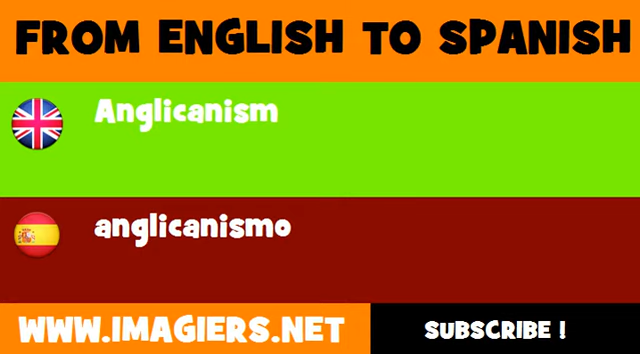 FROM ENGLISH TO SPANISH
Anglicanism
anglicanismo
WWW.IMAGIERS.NET
SUBSCRIBE !